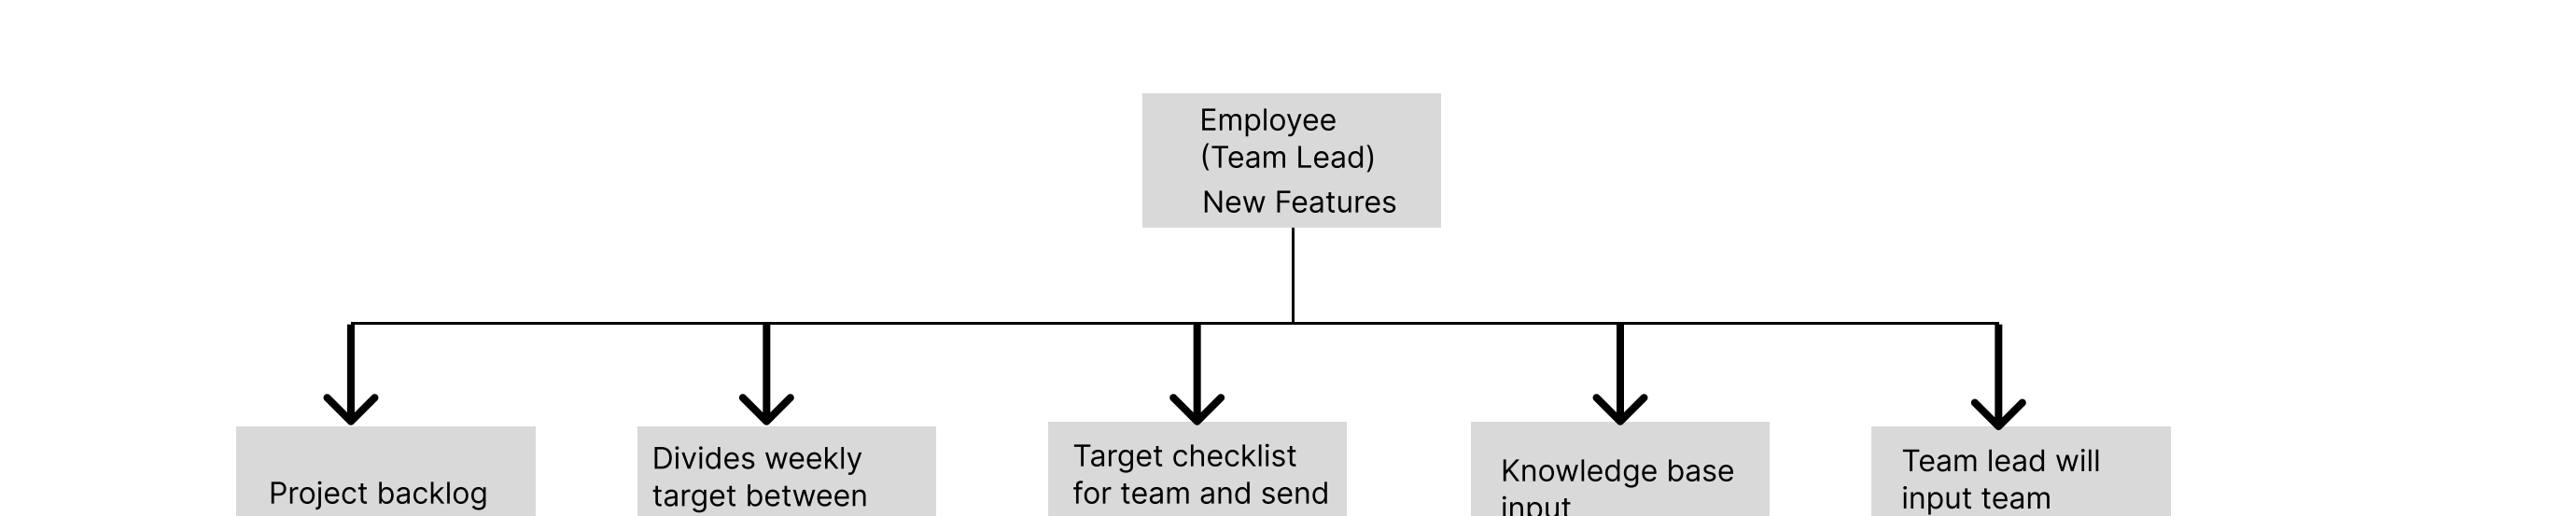 Employee
(Team Lead)
New Features
Project backlog
Divides weekly
target between
Target checklist
for team and send
Knowledge base
input
Team lead will
input team